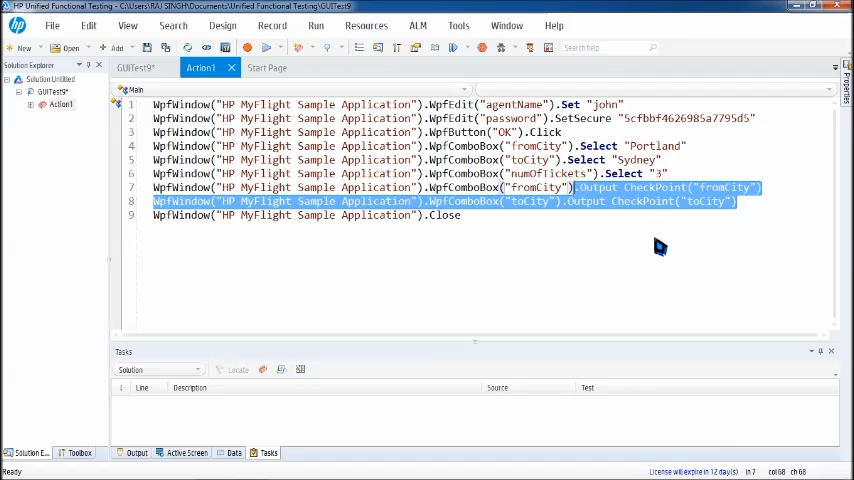 HP Unified Functional Testing - C:\Users\RAJ SINGH\Documents\Unified Functional Testing\GUITest9
hp File Edit View Search Design Record Run Resources ALM Tools Window Help
New Open Add Search help
Solution Explorer GUITest9* Action1 Start Page
Solution Untitled
GUITest9*
Action1
Main
Properties
1 WpfWindow("HP MyFlight Sample Application").WpfEdit("agentName").Set "john"
2 WpfWindow("HP MyFlight Sample Application").WpfEdit("password").SetSecure "5cfbbf4626985a7795d5"
3 WpfWindow("HP MyFlight Sample Application").WpfButton("OK").Click
4 WpfWindow("HP MyFlight Sample Application").WpfComboBox("fromCity").Select "Portland"
5 WpfWindow("HP MyFlight Sample Application").WpfComboBox("toCity").Select "Sydney"
6 WpfWindow("HP MyFlight Sample Application").WpfComboBox("numOfTickets").Select "3"
7 WpfWindow("HP MyFlight Sample Application").WpfComboBox("fromCity").Output CheckPoint("fromCity")
8 WpfWindow("HP MyFlight Sample Application").WpfComboBox("toCity").Output CheckPoint("toCity")
9 WpfWindow("HP MyFlight Sample Application").Close
Tasks
Solution Locate
! Line Description Source Test
Solution E... Toolbox Output Active Screen Data Tasks
Ready License will expire in 12 day(s) ln 7 col 68 ch 68